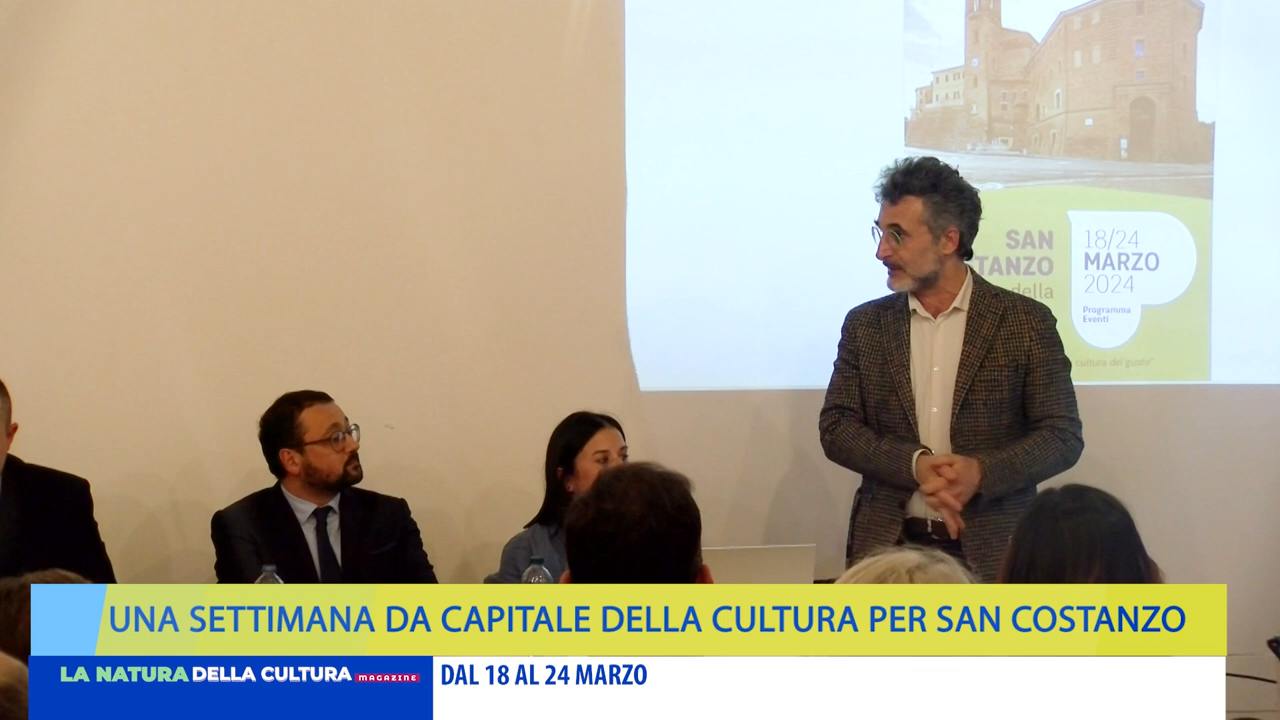 SAN
TANZO
della
18/24
MARZO
2024
Programma
Eventi
cultura del gusto"
UNA SETTIMANA DA CAPITALE DELLA CULTURA PER SAN COSTANZO
LA NATURA DELLA CULTURA MAGAZINE
DAL 18 AL 24 MARZO